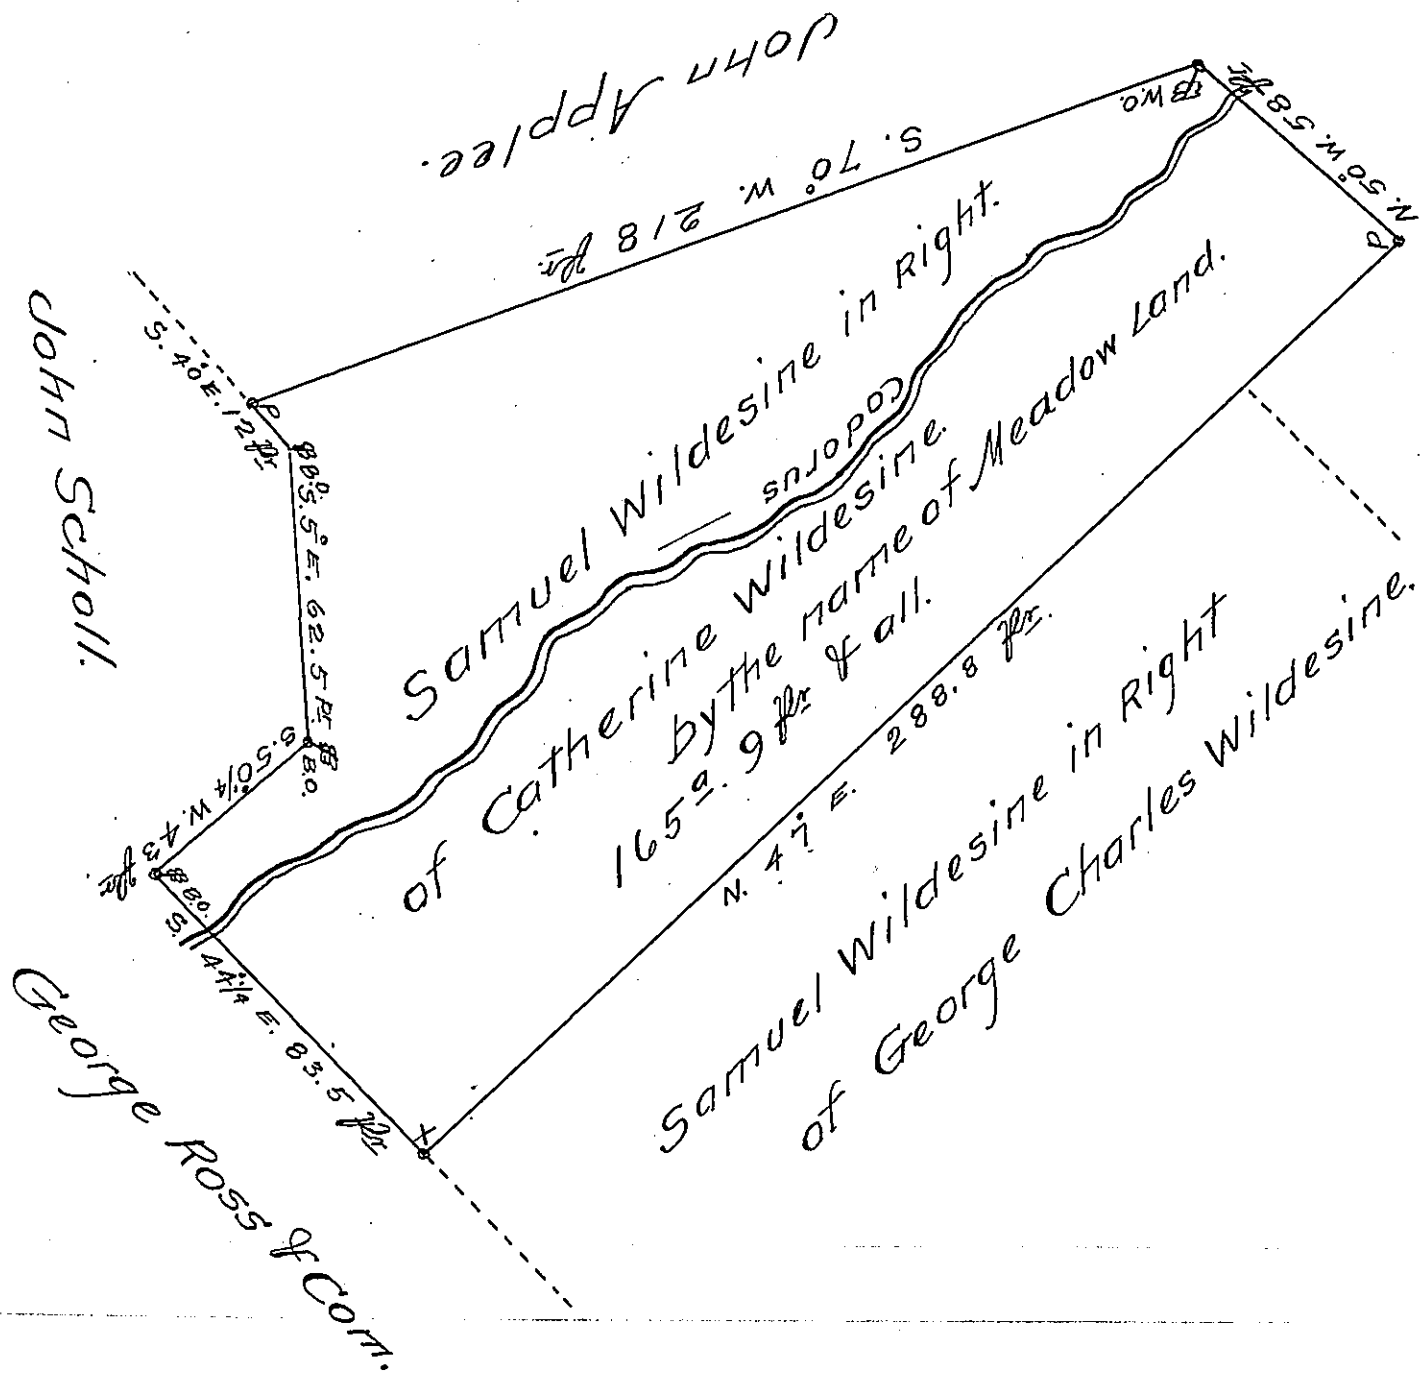 John Applee.
S. 70° W. 218 pr.
B W.O.
N. 50° W. 58 pr
P
John Scholl.
S. 40 E. 12 pr
P
B B.O.
S. 5° E. 62.5 pr
B.O.
S. 50 1/4 W. 43 pr
B.O.
S. 44 1/4 E. 83.5 pr
X
N. 47 E. 288.8 pr.
Codorus
Samuel Wildesine in Right
of Catherine Wildesine.
by the name of Meadow Land.
165 a. 9 pr & all.
Samuel Wildesine in Right
of George Charles Wildesine.
George Ross & Com.